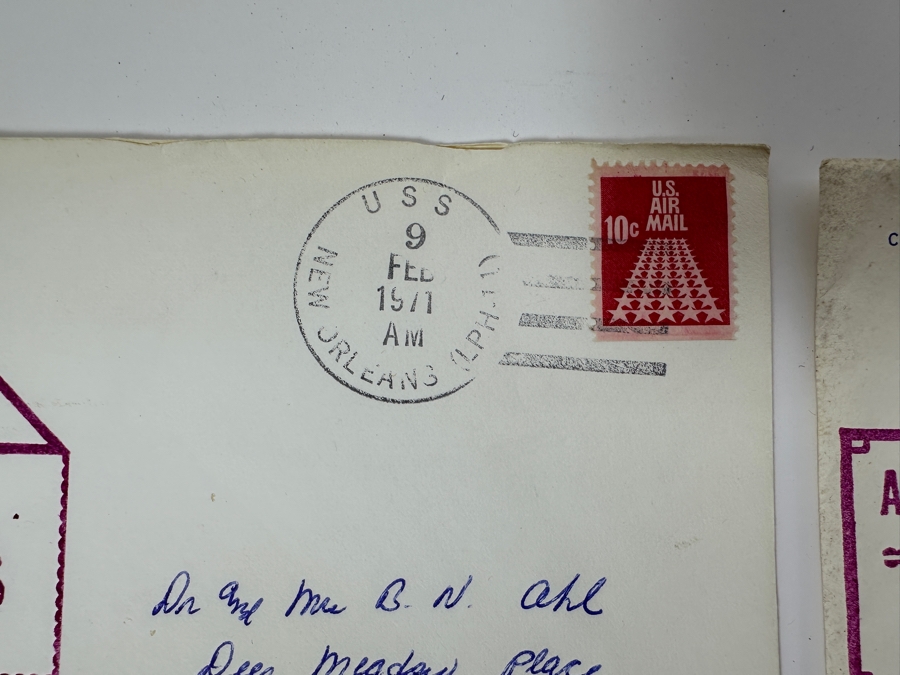 USS
NEW ORLEANS (LPH-11)
9
FEB
1971
AM
U.S.
AIR
MAIL
10c
Dr and Mrs B. N. Ahl
Deer Meadow Place
C
A